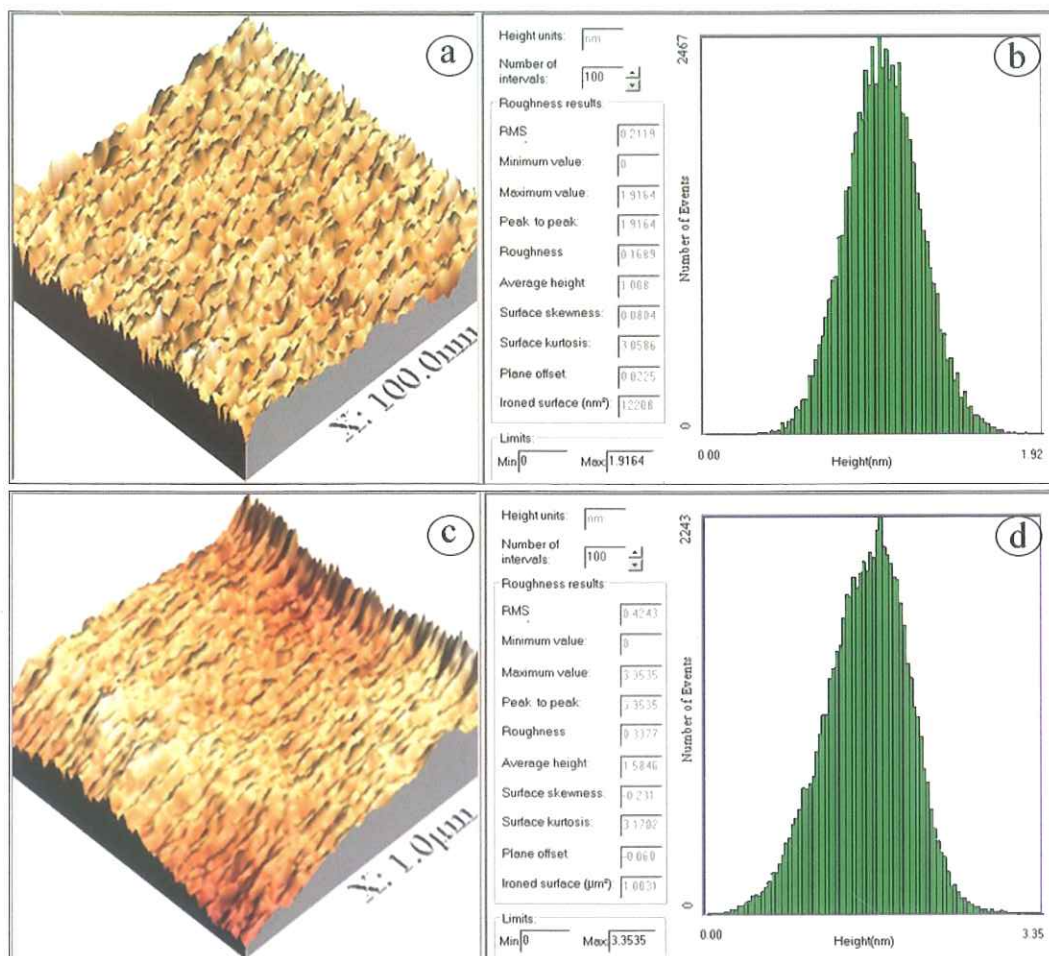 a
X: 100.0nm
Height units: nm
Number of intervals: 100
Roughness results
RMS 0.2119
Minimum value: 0
Maximum value: 1.9164
Peak to peak: 1.9164
Roughness 0.1689
Average height 1.068
Surface skewness: 0.0804
Surface kurtosis: 3.0586
Plane offset 0.0225
Ironed surface (nm²) 12208
Limits:
Min 0 Max 1.9164
b
2467
Number of Events
0
0.00 Height(nm) 1.92
c
X: 1.0µm
Height units: nm
Number of intervals: 100
Roughness results
RMS 0.4243
Minimum value: 0
Maximum value: 3.3535
Peak to peak: 3.3535
Roughness 0.3377
Average height 1.5846
Surface skewness: -0.231
Surface kurtosis: 3.1702
Plane offset -0.060
Ironed surface (µm²) 1.0031
Limits:
Min 0 Max 3.3535
d
2243
Number of Events
0
0.00 Height(nm) 3.35